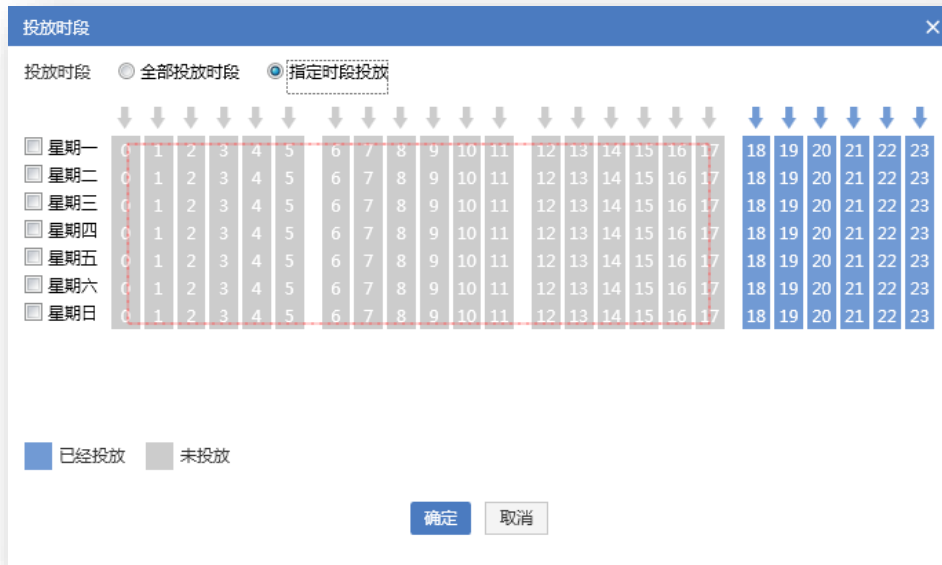 投放时段
投放时段 全部投放时段 指定时段投放
星期一 0 1 2 3 4 5 6 7 8 9 10 11 12 13 14 15 16 17 18 19 20 21 22 23
星期二 0 1 2 3 4 5 6 7 8 9 10 11 12 13 14 15 16 17 18 19 20 21 22 23
星期三 0 1 2 3 4 5 6 7 8 9 10 11 12 13 14 15 16 17 18 19 20 21 22 23
星期四 0 1 2 3 4 5 6 7 8 9 10 11 12 13 14 15 16 17 18 19 20 21 22 23
星期五 0 1 2 3 4 5 6 7 8 9 10 11 12 13 14 15 16 17 18 19 20 21 22 23
星期六 0 1 2 3 4 5 6 7 8 9 10 11 12 13 14 15 16 17 18 19 20 21 22 23
星期日 0 1 2 3 4 5 6 7 8 9 10 11 12 13 14 15 16 17 18 19 20 21 22 23
已经投放 未投放
确定 取消